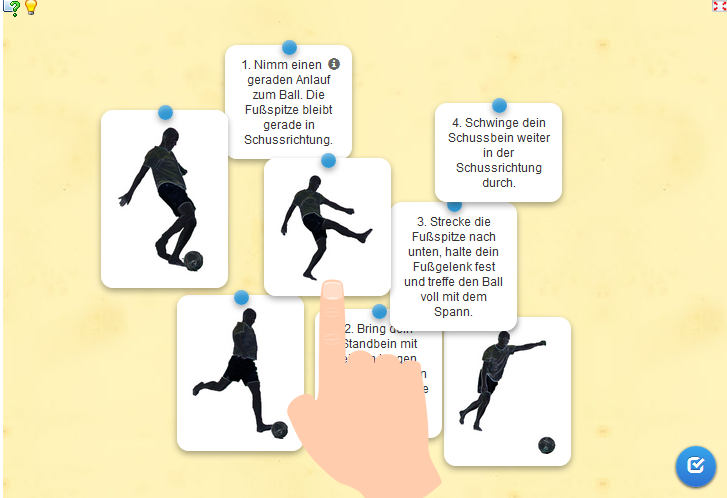 1. Nimm einen
geraden Anlauf
zum Ball. Die
Fußspitze bleibt
gerade in
Schussrichtung.
4. Schwinge dein
Schussbein weiter
in der
Schussrichtung
durch.
3. Strecke die
Fußspitze nach
unten, halte dein
Fußgelenk fest
und treffe den Ball
voll mit dem
Spann.
2. Bring dein
Standbein mit